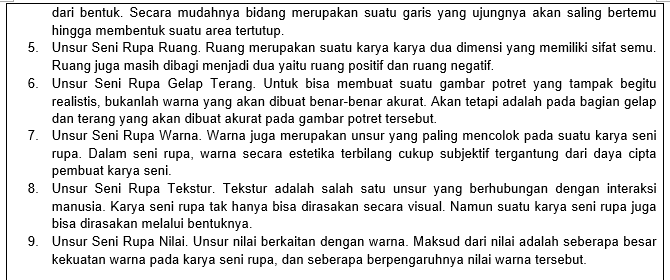 dari bentuk. Secara mudahnya bidang merupakan suatu garis yang ujungnya akan saling bertemu
hingga membentuk suatu area tertutup.
5. Unsur Seni Rupa Ruang. Ruang merupakan suatu karya karya dua dimensi yang memiliki sifat semu.
Ruang juga masih dibagi menjadi dua yaitu ruang positif dan ruang negatif.
6. Unsur Seni Rupa Gelap Terang. Untuk bisa membuat suatu gambar potret yang tampak begitu
realistis, bukanlah warna yang akan dibuat benar-benar akurat. Akan tetapi adalah pada bagian gelap
dan terang yang akan dibuat akurat pada gambar potret tersebut.
7. Unsur Seni Rupa Warna. Warna juga merupakan unsur yang paling mencolok pada suatu karya seni
rupa. Dalam seni rupa, warna secara estetika terbilang cukup subjektif tergantung dari daya cipta
pembuat karya seni.
8. Unsur Seni Rupa Tekstur. Tekstur adalah salah satu unsur yang berhubungan dengan interaksi
manusia. Karya seni rupa tak hanya bisa dirasakan secara visual. Namun suatu karya seni rupa juga
bisa dirasakan melalui bentuknya.
9. Unsur Seni Rupa Nilai. Unsur nilai berkaitan dengan warna. Maksud dari nilai adalah seberapa besar
kekuatan warna pada karya seni rupa, dan seberapa berpengaruhnya nilai warna tersebut.